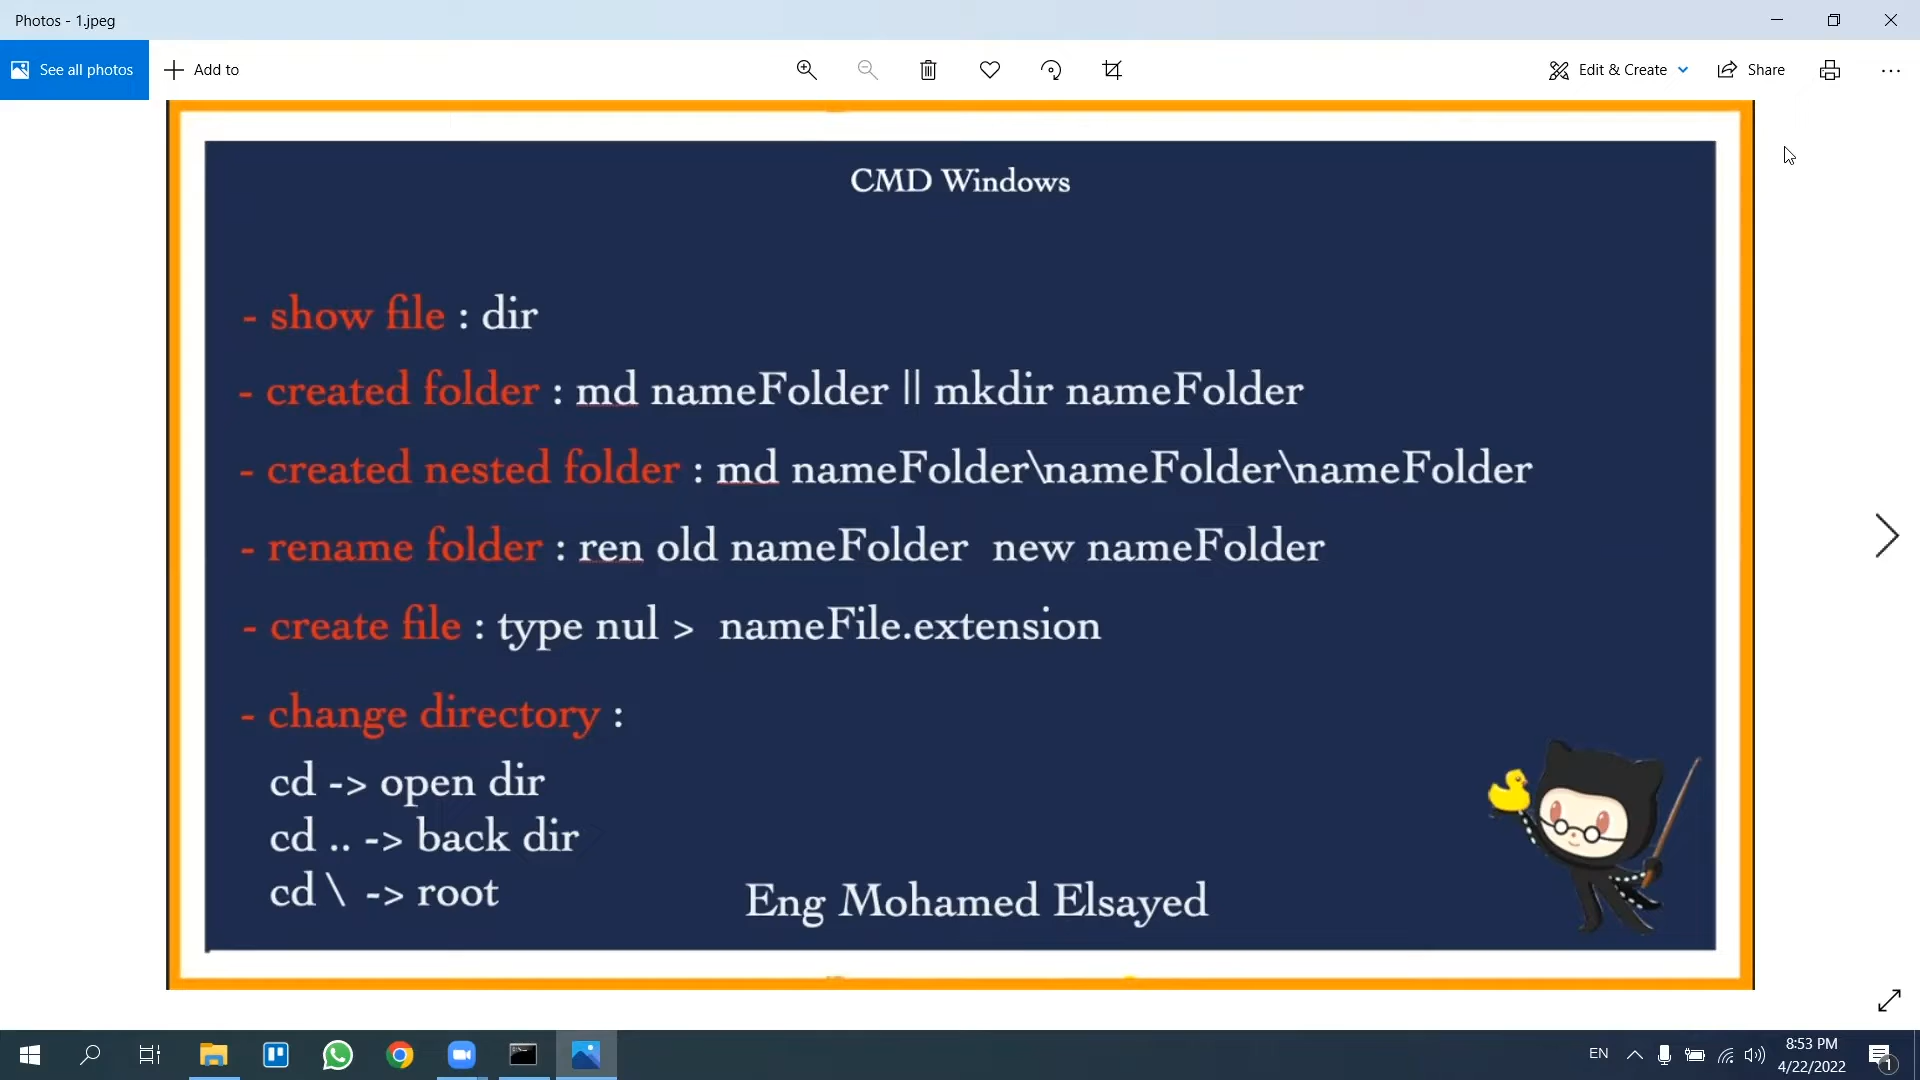 Photos - 1.jpeg
See all photos
Add to
Edit & Create
Share
CMD Windows
- show file : dir
- created folder : md nameFolder || mkdir nameFolder
- created nested folder : md nameFolder\nameFolder\nameFolder
- rename folder : ren old nameFolder new nameFolder
- create file : type nul > nameFile.extension
- change directory :
cd -> open dir
cd .. -> back dir
cd \ -> root
Eng Mohamed Elsayed
EN
8:53 PM
4/22/2022
1